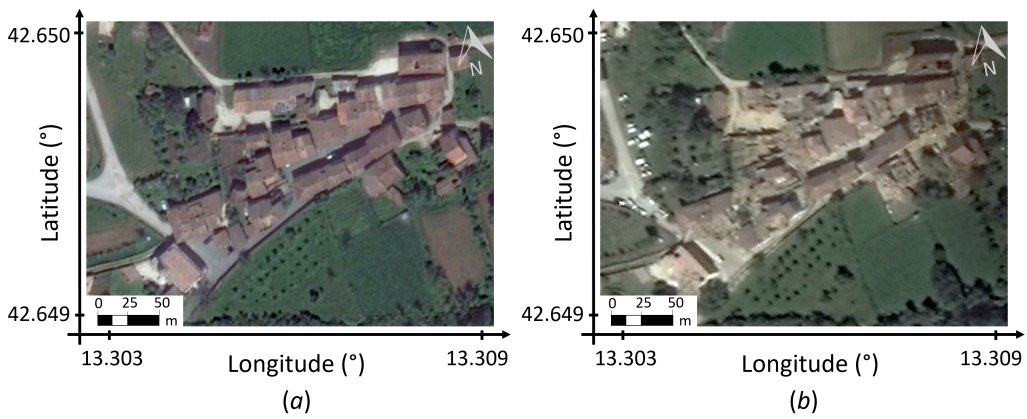 42.650
N
Latitude (°)
0 25 50
m
42.649
13.303
13.309
Longitude (°)
(a)
42.650
N
Latitude (°)
0 25 50
m
42.649
13.303
13.309
Longitude (°)
(b)